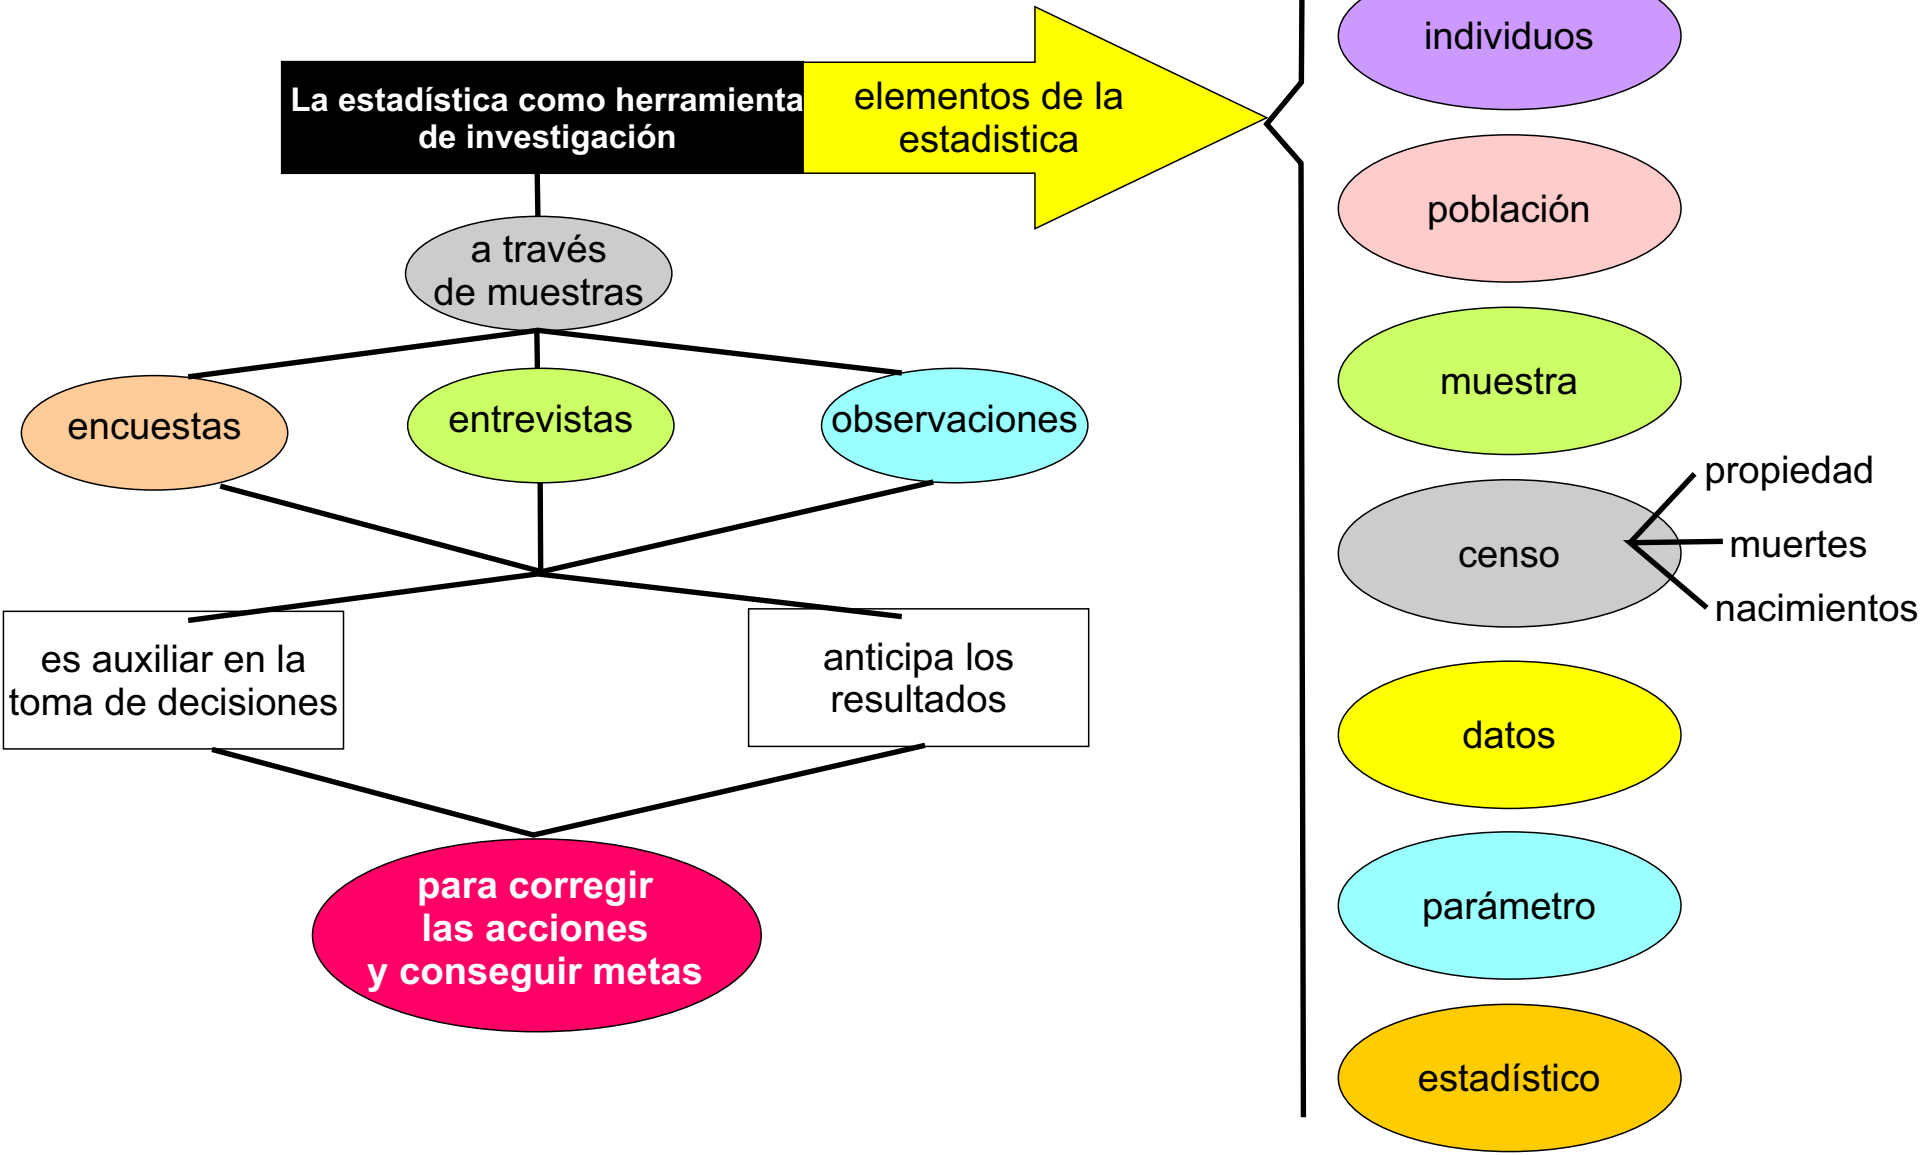 La estadística como herramienta
de investigación
elementos de la
estadistica
a través
de muestras
encuestas
entrevistas
observaciones
es auxiliar en la
toma de decisiones
anticipa los
resultados
para corregir
las acciones
y conseguir metas
individuos
población
muestra
censo
propiedad
muertes
nacimientos
datos
parámetro
estadístico